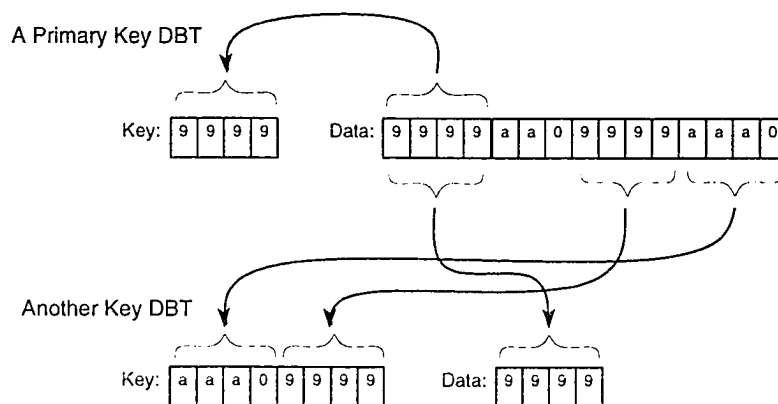 A Primary Key DBT
Key: 9 9 9 9 Data: 9 9 9 9 a a 0 9 9 9 9 a a a 0
Another Key DBT
Key: a a a 0 9 9 9 9 Data: 9 9 9 9